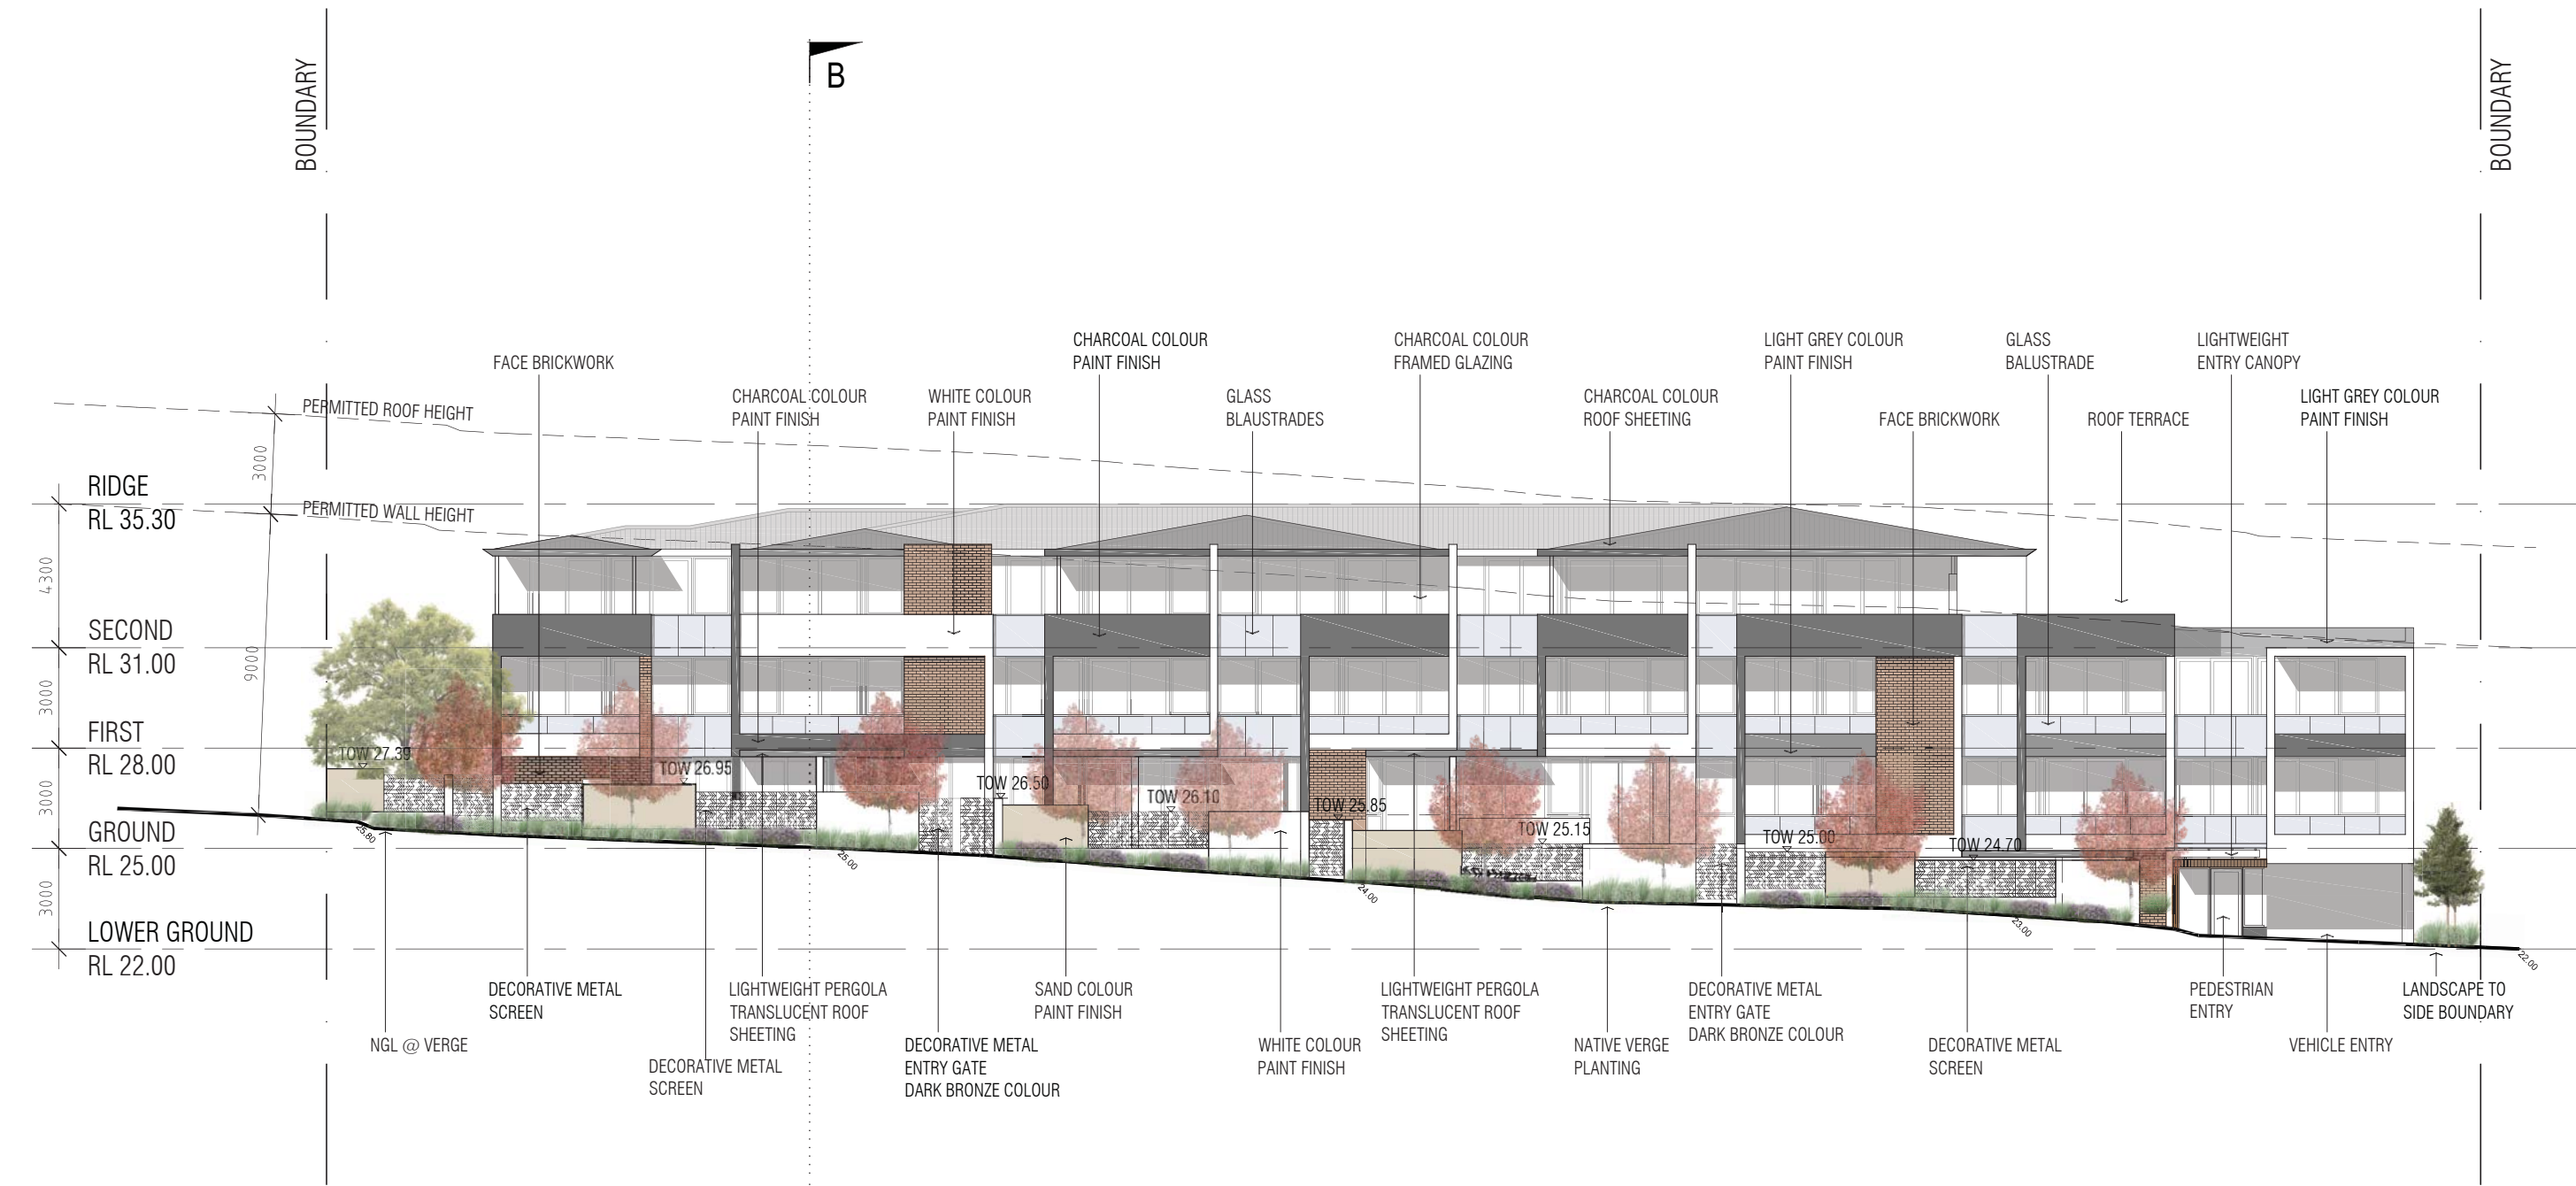 BOUNDARY
B
BOUNDARY
CHARCOAL COLOUR
PAINT FINISH
CHARCOAL COLOUR
FRAMED GLAZING
LIGHT GREY COLOUR
PAINT FINISH
GLASS
BALUSTRADE
LIGHTWEIGHT
ENTRY CANOPY
FACE BRICKWORK
CHARCOAL COLOUR
PAINT FINISH
WHITE COLOUR
PAINT FINISH
GLASS
BLAUSTRADES
CHARCOAL COLOUR
ROOF SHEETING
FACE BRICKWORK
ROOF TERRACE
LIGHT GREY COLOUR
PAINT FINISH
PERMITTED ROOF HEIGHT
3000
RIDGE
RL 35.30
PERMITTED WALL HEIGHT
4300
9000
SECOND
RL 31.00
3000
FIRST
RL 28.00
3000
GROUND
RL 25.00
3000
LOWER GROUND
RL 22.00
TOW 27.39
TOW 26.95
TOW 26.50
TOW 26.10
TOW 25.85
TOW 25.15
TOW 25.00
TOW 24.70
25.80
25.00
24.00
23.00
22.00
DECORATIVE METAL
SCREEN
LIGHTWEIGHT PERGOLA
TRANSLUCENT ROOF
SHEETING
SAND COLOUR
PAINT FINISH
LIGHTWEIGHT PERGOLA
TRANSLUCENT ROOF
SHEETING
DECORATIVE METAL
ENTRY GATE
DARK BRONZE COLOUR
PEDESTRIAN
ENTRY
LANDSCAPE TO
SIDE BOUNDARY
NGL @ VERGE
DECORATIVE METAL
SCREEN
DECORATIVE METAL
ENTRY GATE
DARK BRONZE COLOUR
WHITE COLOUR
PAINT FINISH
NATIVE VERGE
PLANTING
DECORATIVE METAL
SCREEN
VEHICLE ENTRY